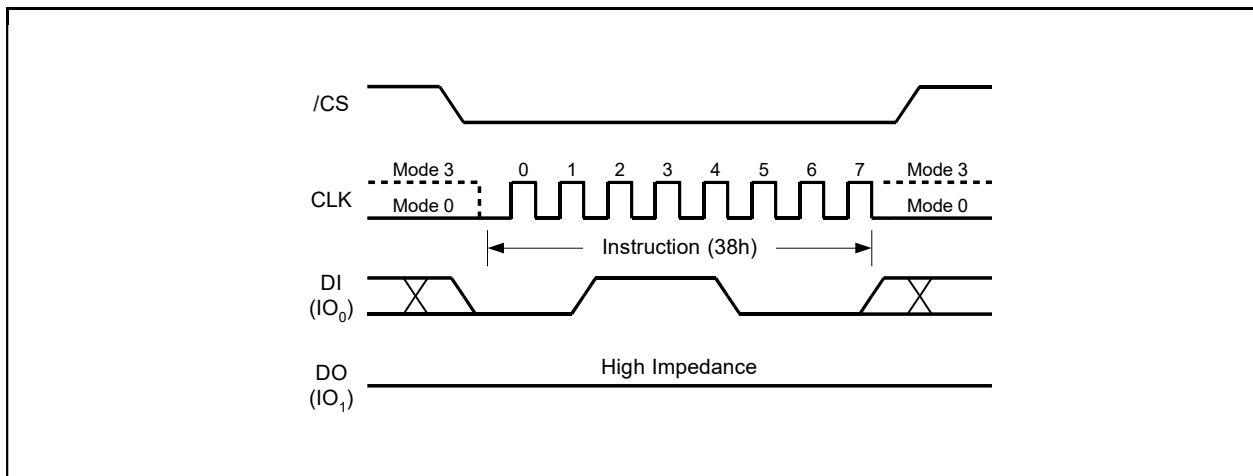 /CS
Mode 3 0 1 2 3 4 5 6 7 Mode 3
CLK
Mode 0 Mode 0
Instruction (38h)
DI
(IO₀)
High Impedance
DO
(IO₁)